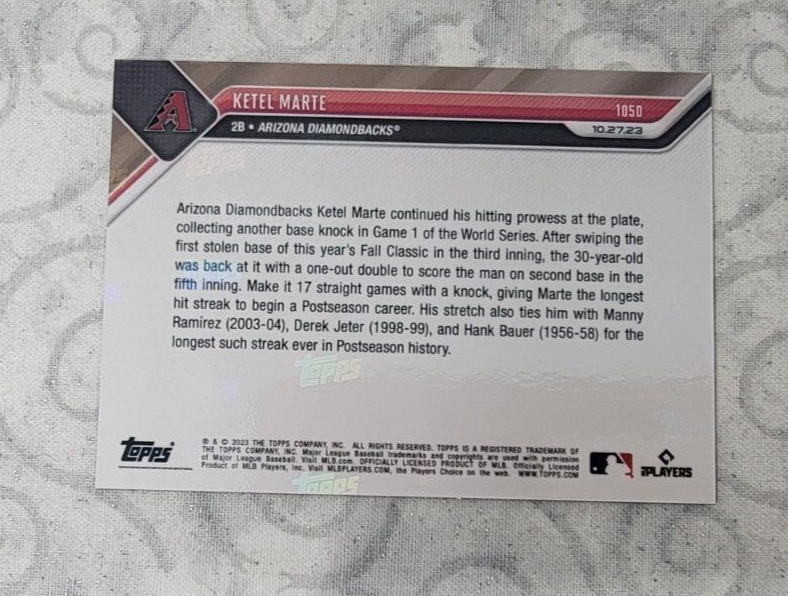 KETEL MARTE
1050
2B • ARIZONA DIAMONDBACKS®
10.27.23
Arizona Diamondbacks Ketel Marte continued his hitting prowess at the plate,
collecting another base knock in Game 1 of the World Series. After swiping the
first stolen base of this year's Fall Classic in the third inning, the 30-year-old
was back at it with a one-out double to score the man on second base in the
fifth inning. Make it 17 straight games with a knock, giving Marte the longest
hit streak to begin a Postseason career. His stretch also ties him with Manny
Ramirez (2003-04), Derek Jeter (1998-99), and Hank Bauer (1956-58) for the
longest such streak ever in Postseason history.
topps
topps
® & © 2023 THE TOPPS COMPANY, INC. ALL RIGHTS RESERVED. TOPPS IS A REGISTERED TRADEMARK OF
THE TOPPS COMPANY, INC. Major League Baseball trademarks and copyrights are used with permission
of Major League Baseball. Visit MLB.com. OFFICIALLY LICENSED PRODUCT OF MLB. Officially Licensed
Product of MLB Players, Inc. Visit MLBPLAYERS.COM, the Players Choice on the web. WWW.TOPPS.COM
PLAYERS
topps